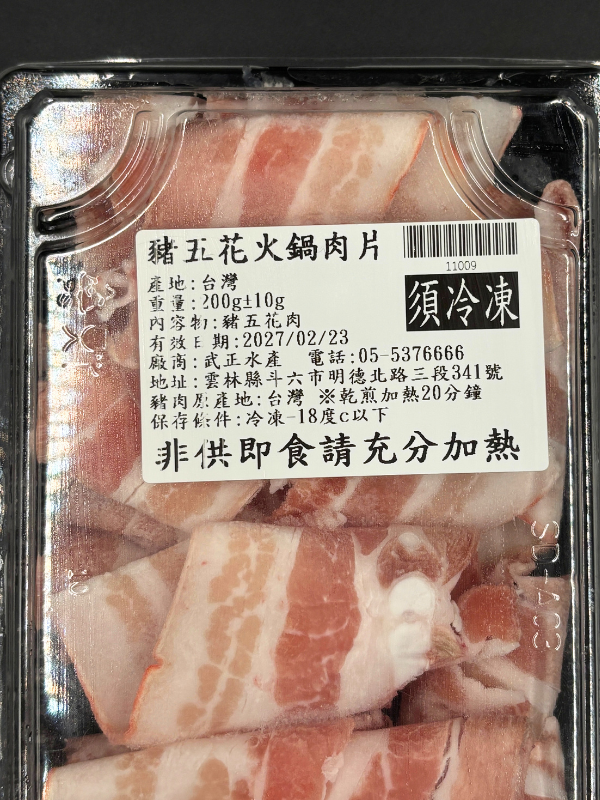 豬五花火鍋肉片
11009
產地:台灣
重量:200g±10g
須冷凍
內容物:豬五花肉
有效日期:2027/02/23
廠商:武正水產 電話:05-5376666
地址:雲林縣斗六市明德北路三段341號
豬肉原產地:台灣 ※乾煎加熱20分鐘
保存條件:冷凍-18度c以下
非供即食請充分加熱
SD-A03